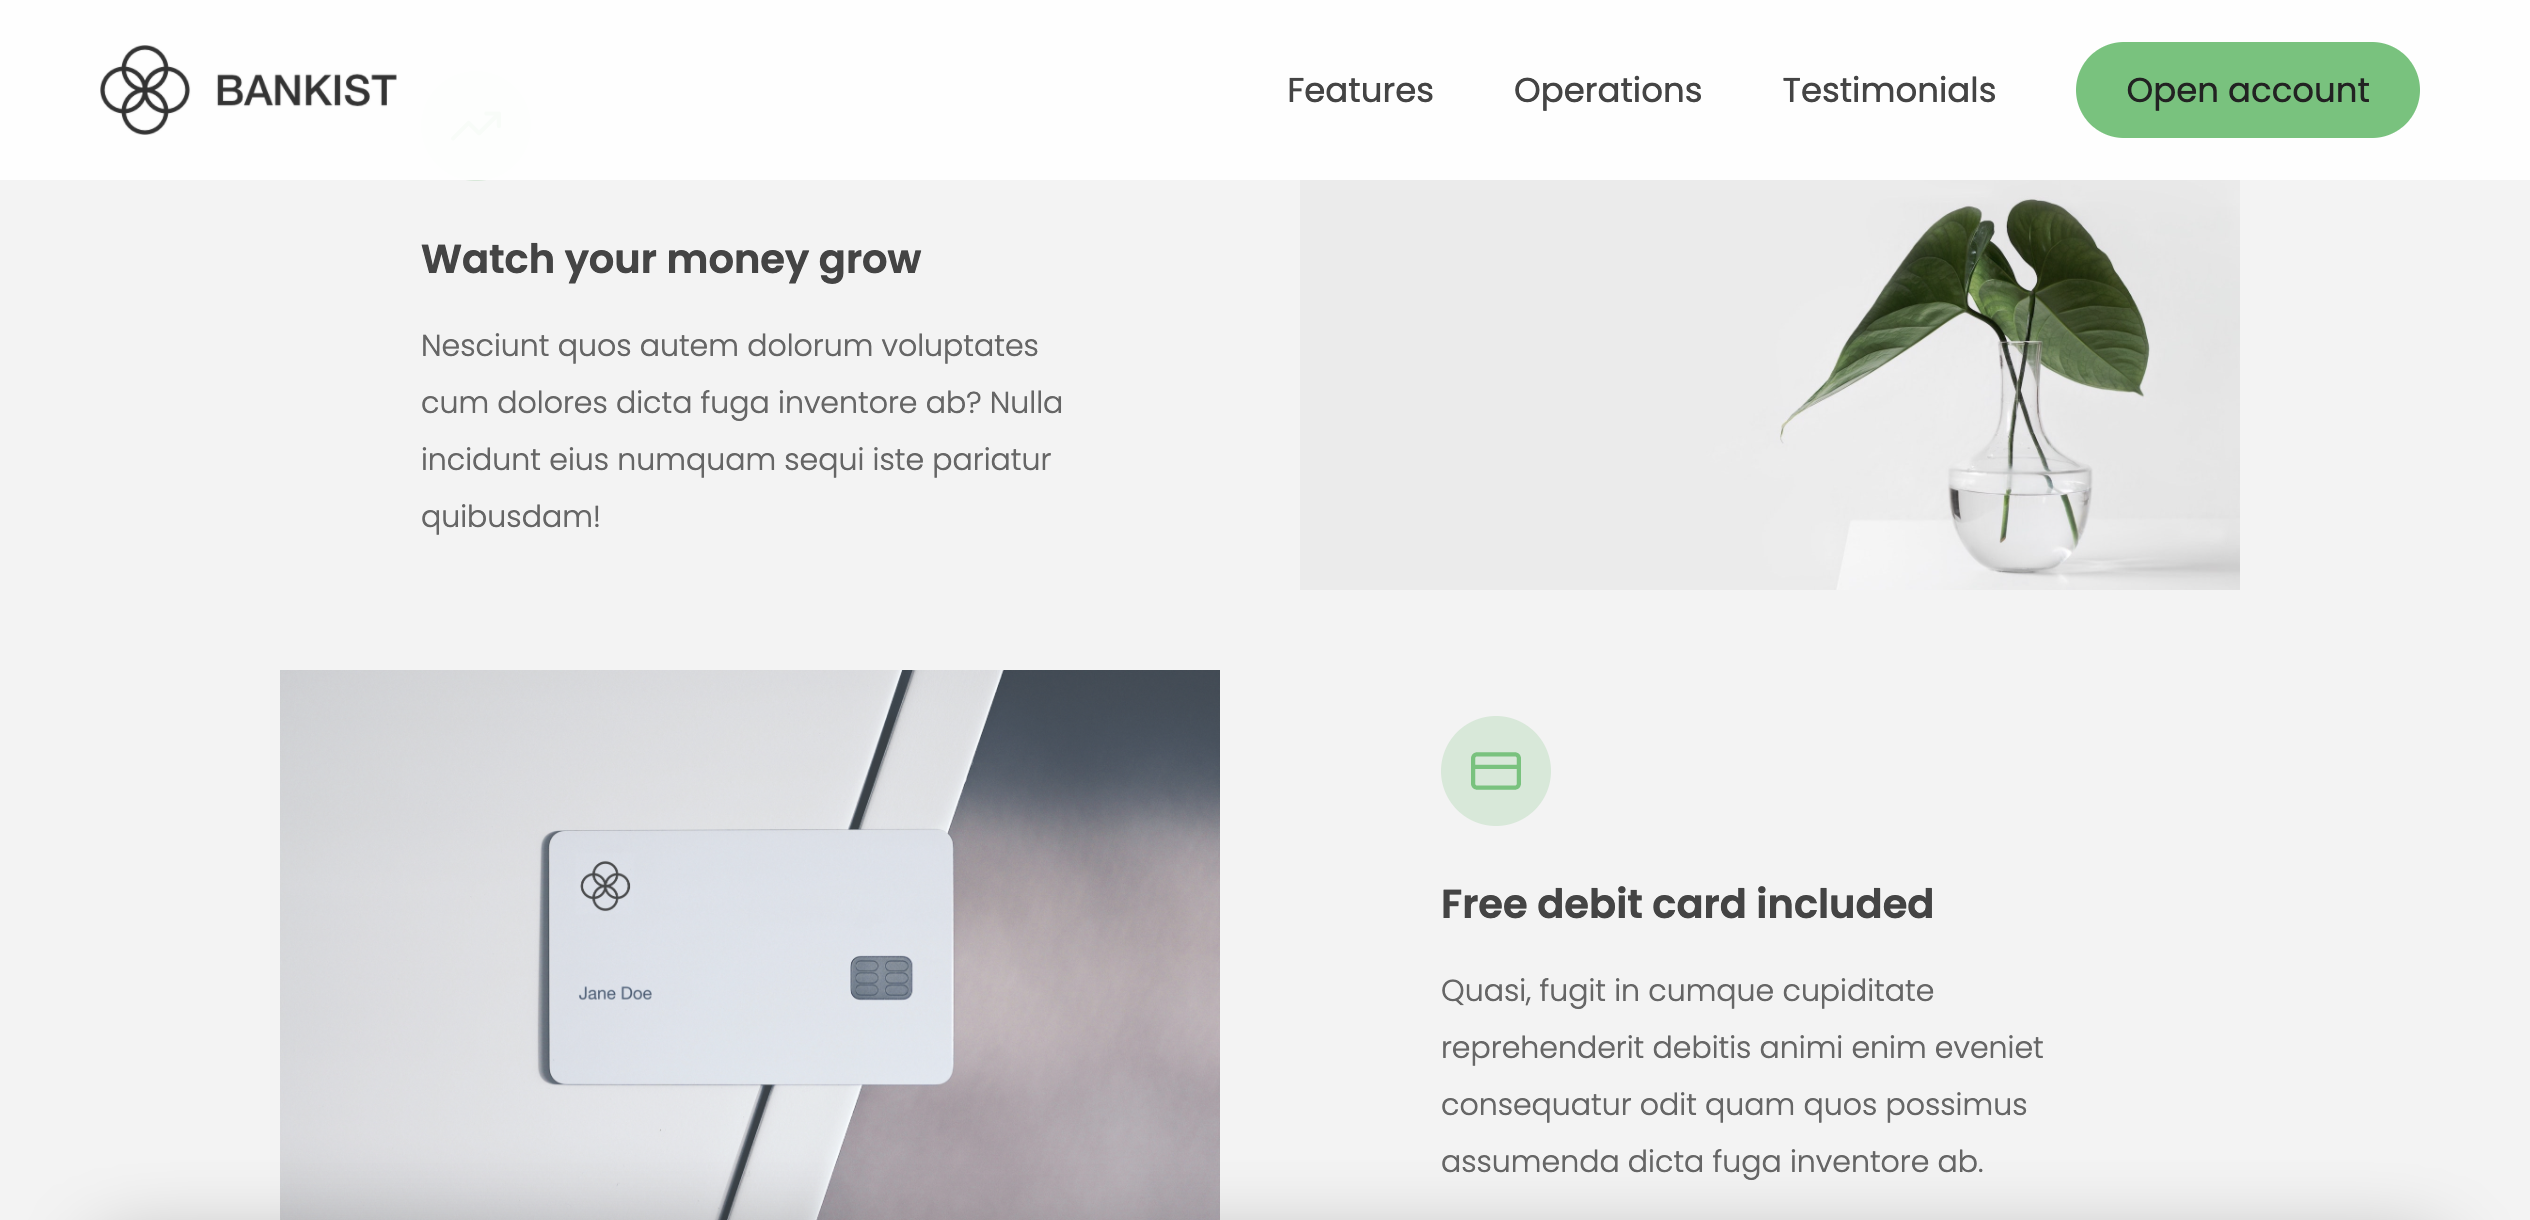 BANKIST
Features
Operations
Testimonials
Open account
Watch your money grow
Nesciunt quos autem dolorum voluptates
cum dolores dicta fuga inventore ab? Nulla
incidunt eius numquam sequi iste pariatur
quibusdam!
Jane Doe
Free debit card included
Quasi, fugit in cumque cupiditate
reprehenderit debitis animi enim eveniet
consequatur odit quam quos possimus
assumenda dicta fuga inventore ab.